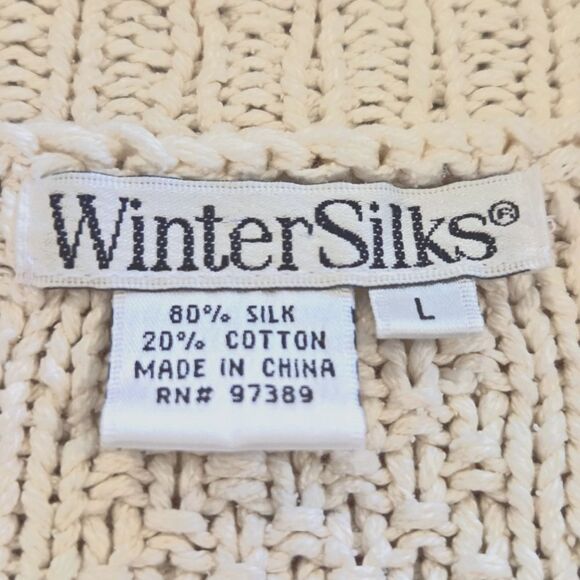 WinterSilks®
80% SILK
20% COTTON
MADE IN CHINA
RN# 97389
L